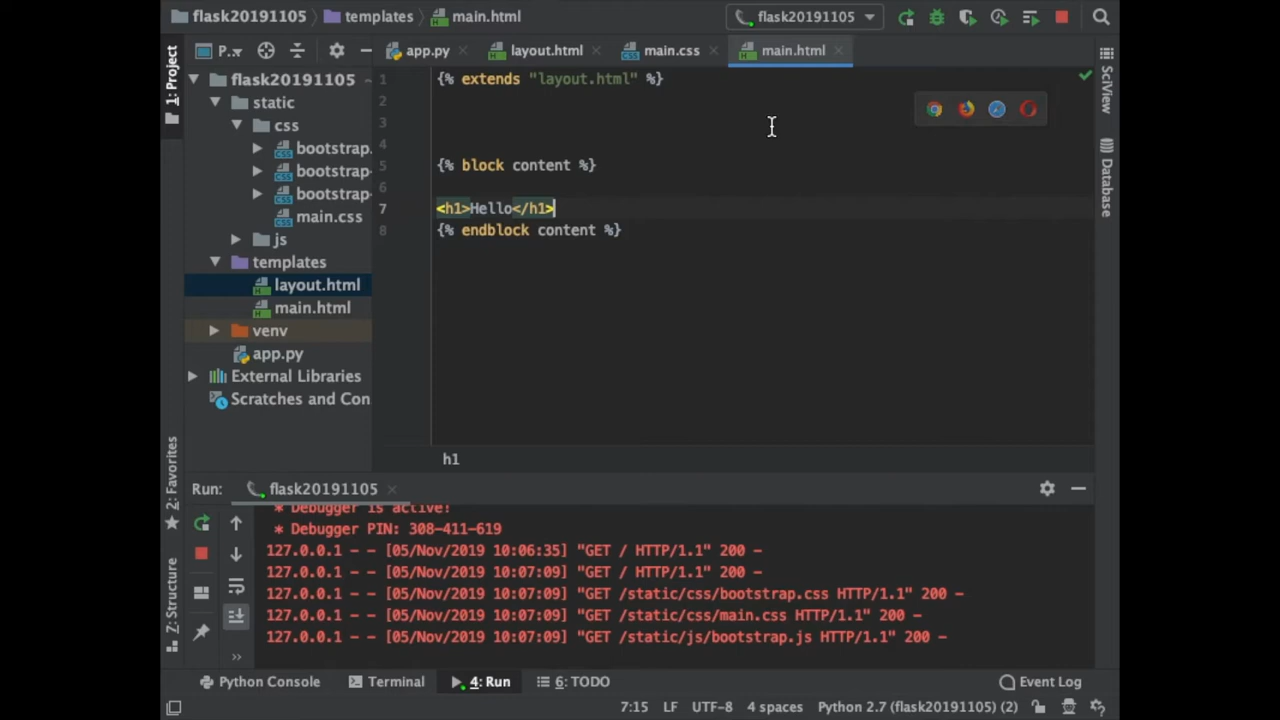 flask20191105 templates main.html flask20191105
1: Project P.. app.py layout.html main.css main.html
flask20191105
static
css
bootstrap.
bootstrap-
bootstrap-
main.css
js
templates
layout.html
main.html
venv
app.py
External Libraries
Scratches and Con
1 {% extends "layout.html" %}
2
3
4
5 {% block content %}
6
7 <h1>Hello</h1>
8 {% endblock content %}
h1
SciView
Database
2: Favorites
Z: Structure
Run: flask20191105
* Debugger is active!
* Debugger PIN: 308-411-619
127.0.0.1 - - [05/Nov/2019 10:06:35] "GET / HTTP/1.1" 200 -
127.0.0.1 - - [05/Nov/2019 10:07:09] "GET / HTTP/1.1" 200 -
127.0.0.1 - - [05/Nov/2019 10:07:09] "GET /static/css/bootstrap.css HTTP/1.1" 200 -
127.0.0.1 - - [05/Nov/2019 10:07:09] "GET /static/css/main.css HTTP/1.1" 200 -
127.0.0.1 - - [05/Nov/2019 10:07:09] "GET /static/js/bootstrap.js HTTP/1.1" 200 -
Python Console Terminal 4: Run 6: TODO Event Log
7:15 LF UTF-8 4 spaces Python 2.7 (flask20191105) (2)